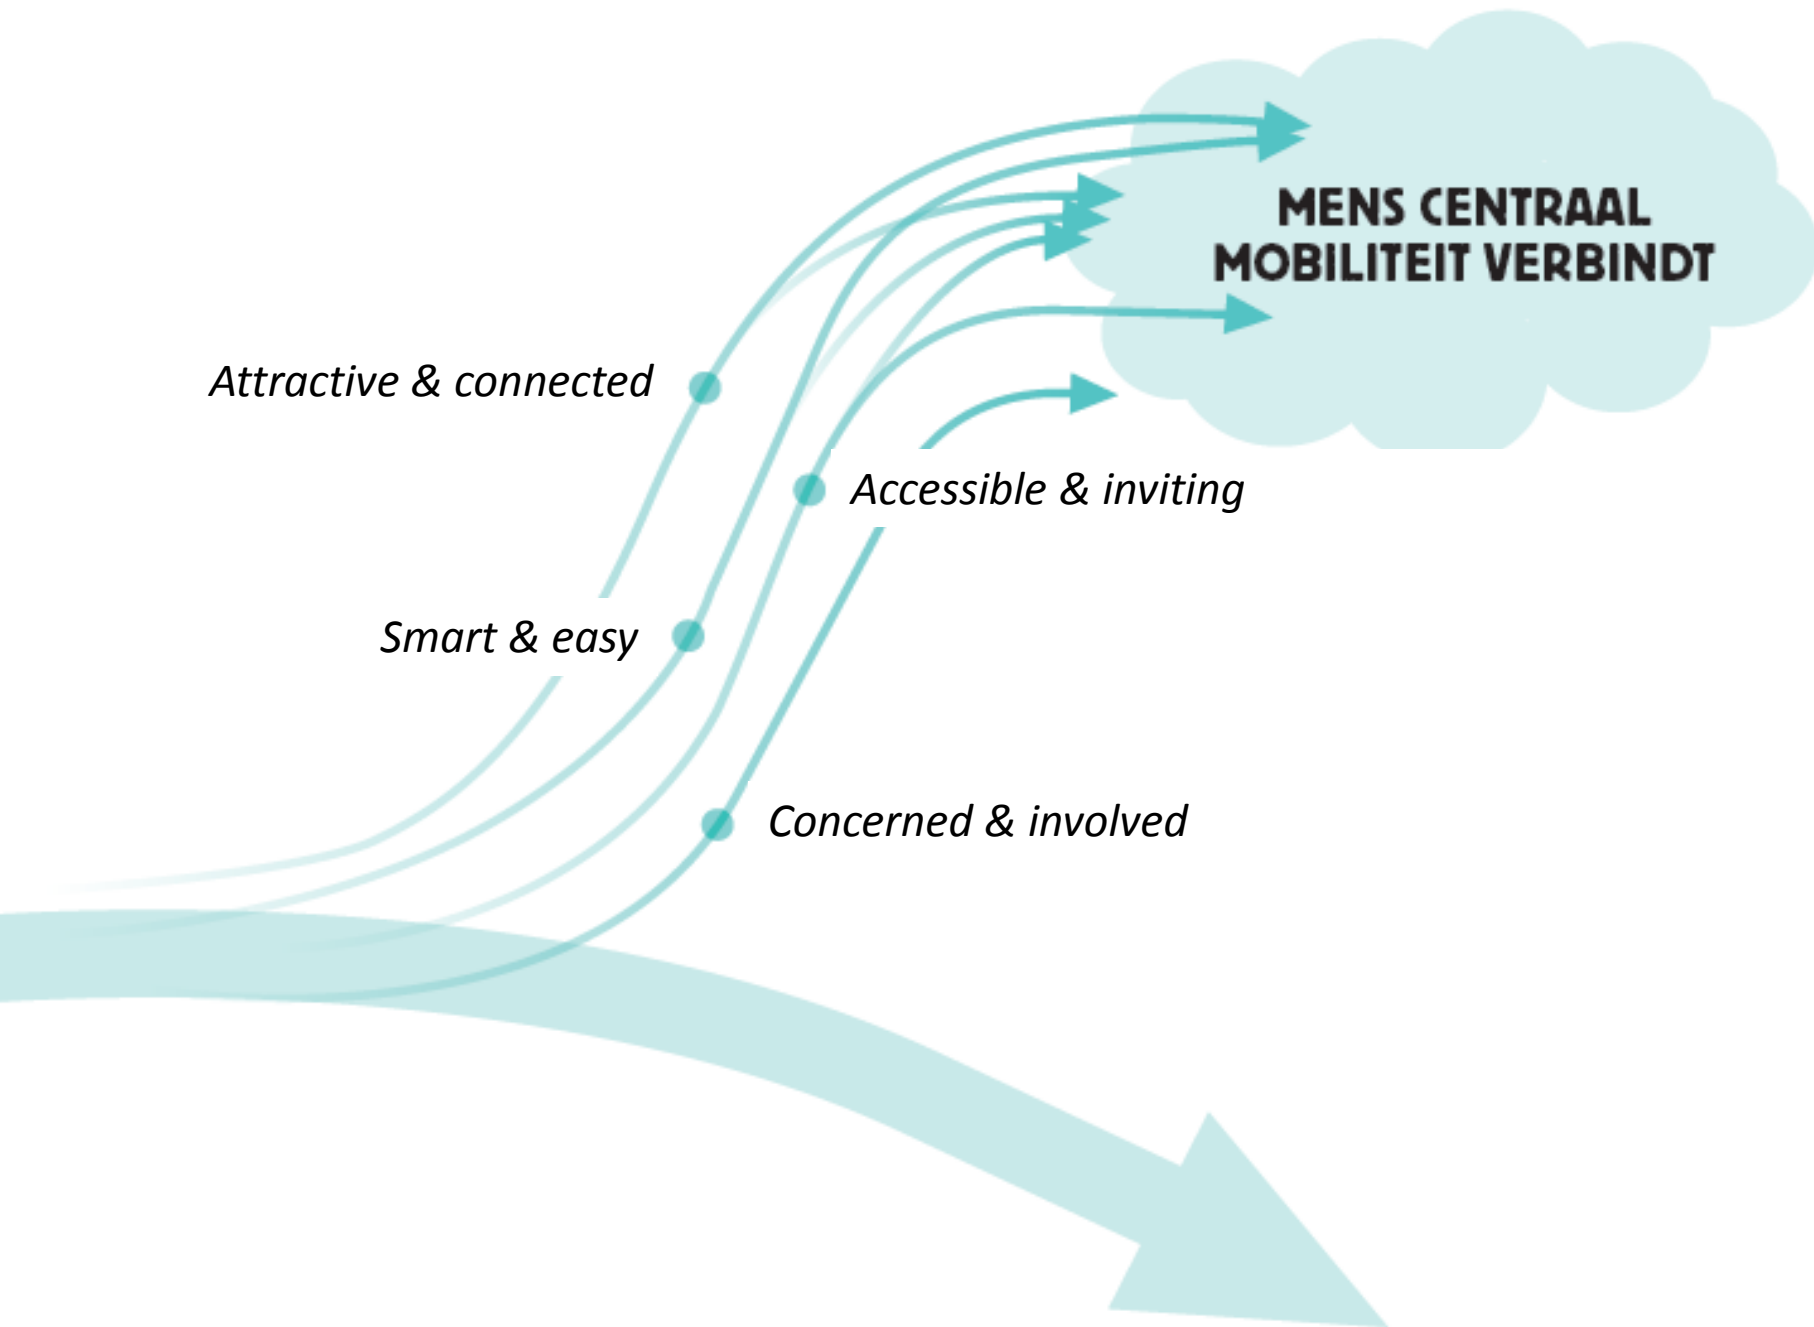 MENS CENTRAAL
MOBILITEIT VERBINDT
Attractive & connected
Accessible & inviting
Smart & easy
Concerned & involved